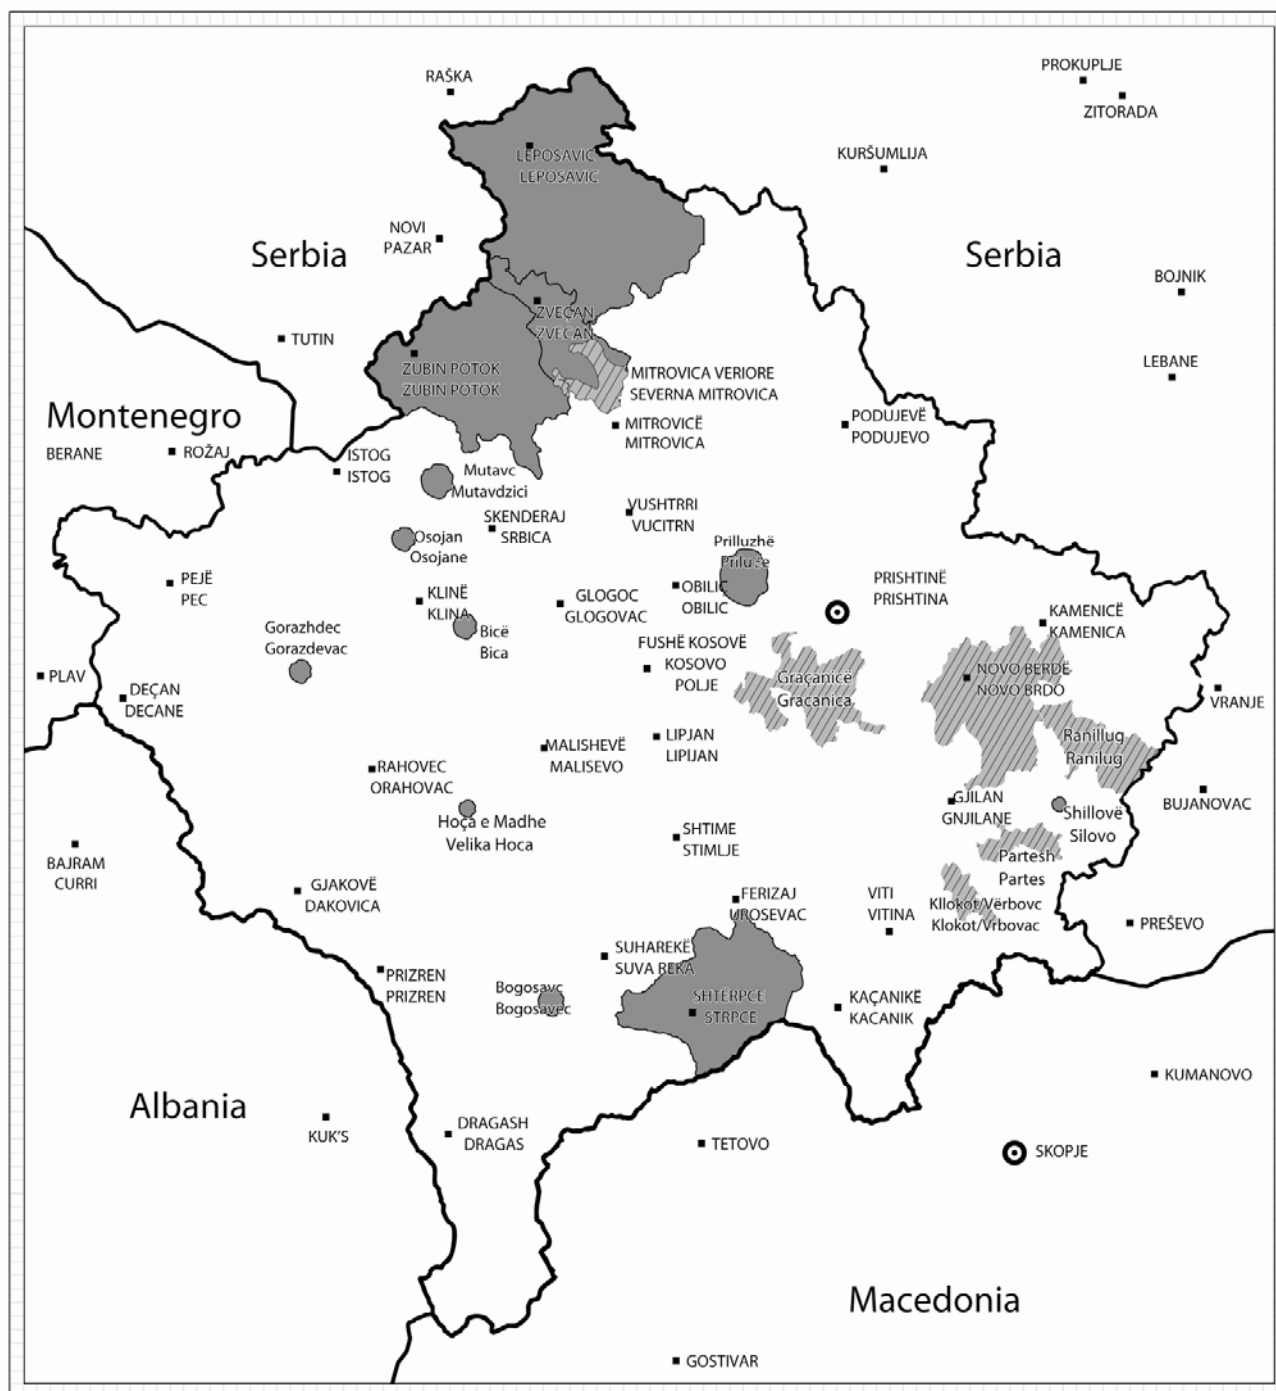 RAŠKA
PROKUPLJE
ZITORADA
KURŠUMLIJA
LEPOSAVIC
LEPOSAVIC
NOVI
PAZAR
Serbia
Serbia
BOJNIK
ZVEÇAN
ZVECAN
TUTIN
LEBANE
ZUBIN POTOK
ZUBIN POTOK
MITROVICA VERIORE
SEVERNA MITROVICA
Montenegro
BERANE
ROŽAJ
MITROVICË
MITROVICA
PODUJEVË
PODUJEVO
ISTOG
ISTOG
Mutavc
Mutavdzici
SKENDERAJ
SRBICA
VUSHTRRI
VUCITRN
Osojan
Osojane
Prilluzhë
Priluže
PEJË
PEC
KLINË
KLINA
GLOGOC
GLOGOVAC
OBILIC
OBILIC
PRISHTINË
PRISHTINA
KAMENICË
KAMENICA
Gorazhdec
Gorazdevac
Bicë
Bica
FUSHË KOSOVË
KOSOVO
POLJE
Graçanicë
Gracanica
NOVO BERDË
NOVO BRDO
PLAV
DEÇAN
DECANE
VRANJE
LIPJAN
LIPIJAN
Ranillug
Ranilug
MALISHEVË
MALISEVO
RAHOVEC
ORAHOVAC
GJILAN
GNJILANE
BUJANOVAC
Hoça e Madhe
Velika Hoca
Shillovë
Silovo
SHTIME
STIMLJE
BAJRAM
CURRI
Partesh
Partes
GJAKOVË
DAKOVICA
FERIZAJ
UROSEVAC
VITI
VITINA
Kllokot/Vërbovc
Klokot/Vrbovac
PREŠEVO
SUHAREKË
SUVA REKA
PRIZREN
PRIZREN
Bogosavc
Bogosavec
SHTËRPCE
STRPCE
KAÇANIKË
KACANIK
KUMANOVO
Albania
KUK'S
DRAGASH
DRAGAS
TETOVO
SKOPJE
Macedonia
GOSTIVAR